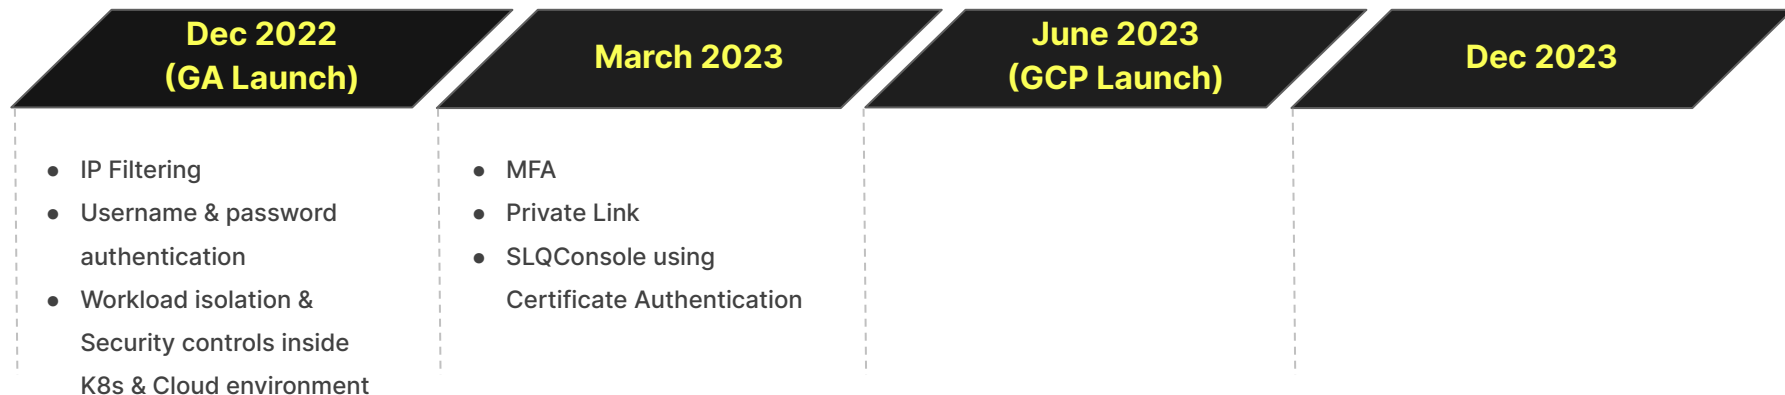 Dec 2022
(GA Launch)
March 2023
June 2023
(GCP Launch)
Dec 2023
● IP Filtering
● Username & password
authentication
● Workload isolation &
Security controls inside
K8s & Cloud environment
● MFA
● Private Link
● SLQConsole using
Certificate Authentication